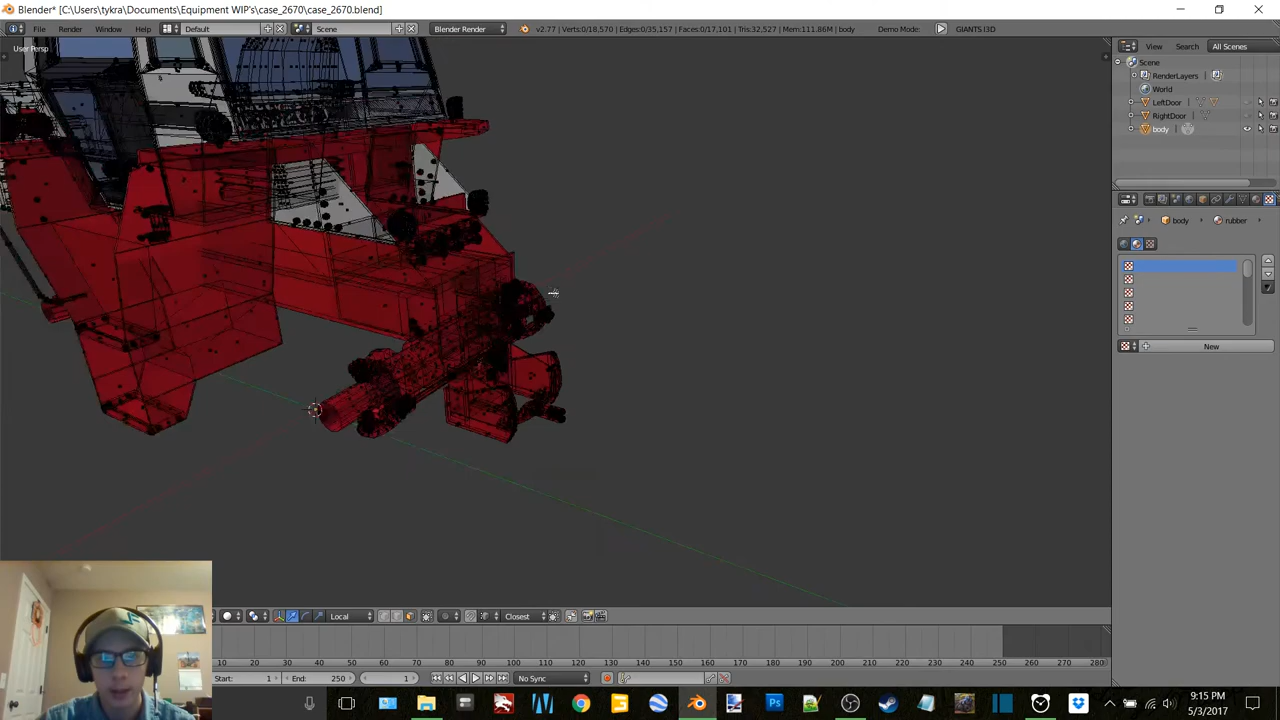 Blender* [C:\Users\tykra\Documents\Equipment WIP's\case_2670\case_2670.blend]
File Render Window Help Default Scene Blender Render v2.77 | Verts:0/18,570 | Edges:0/35,157 | Faces:0/17,101 | Tris:32,527 | Mem:111.86M | body Demo Mode: GIANTS I3D View Search All Scenes
User Persp
Scene
RenderLayers
World
LeftDoor
RightDoor
body
body rubber
New
Local Closest
10 20 30 40 50 60 70 80 90 100 110 120 130 140 150 160 170 180 190 200 210 220 230 240 250 260 270 280
Start: 1 End: 250 1 No Sync
9:15 PM
5/3/2017